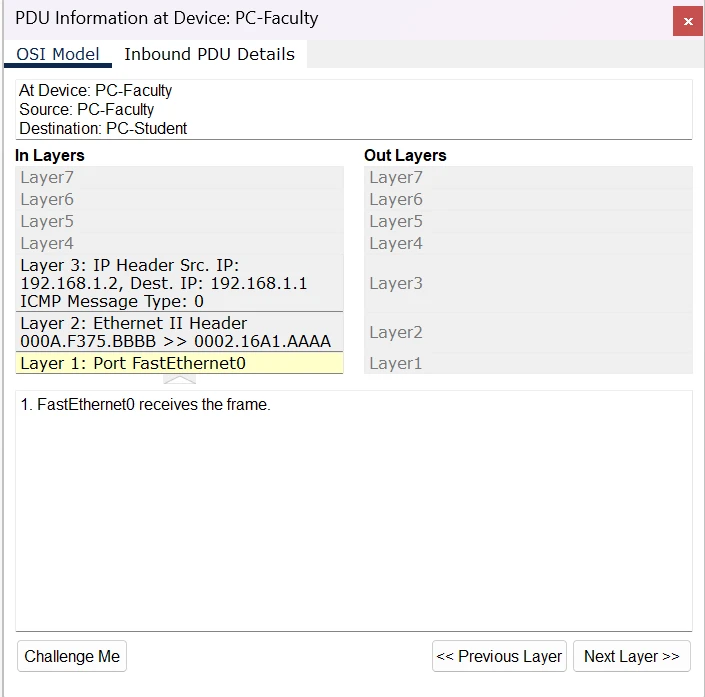 PDU Information at Device: PC-Faculty
OSI Model
Inbound PDU Details
At Device: PC-Faculty
Source: PC-Faculty
Destination: PC-Student
In Layers
Layer7
Layer6
Layer5
Layer4
Layer 3: IP Header Src. IP:
192.168.1.2, Dest. IP: 192.168.1.1
ICMP Message Type: 0
Layer 2: Ethernet II Header
000A.F375.BBBB >> 0002.16A1.AAAA
Layer 1: Port FastEthernet0
Out Layers
Layer7
Layer6
Layer5
Layer4
Layer3
Layer2
Layer1
1. FastEthernet0 receives the frame.
Challenge Me
<< Previous Layer
Next Layer >>